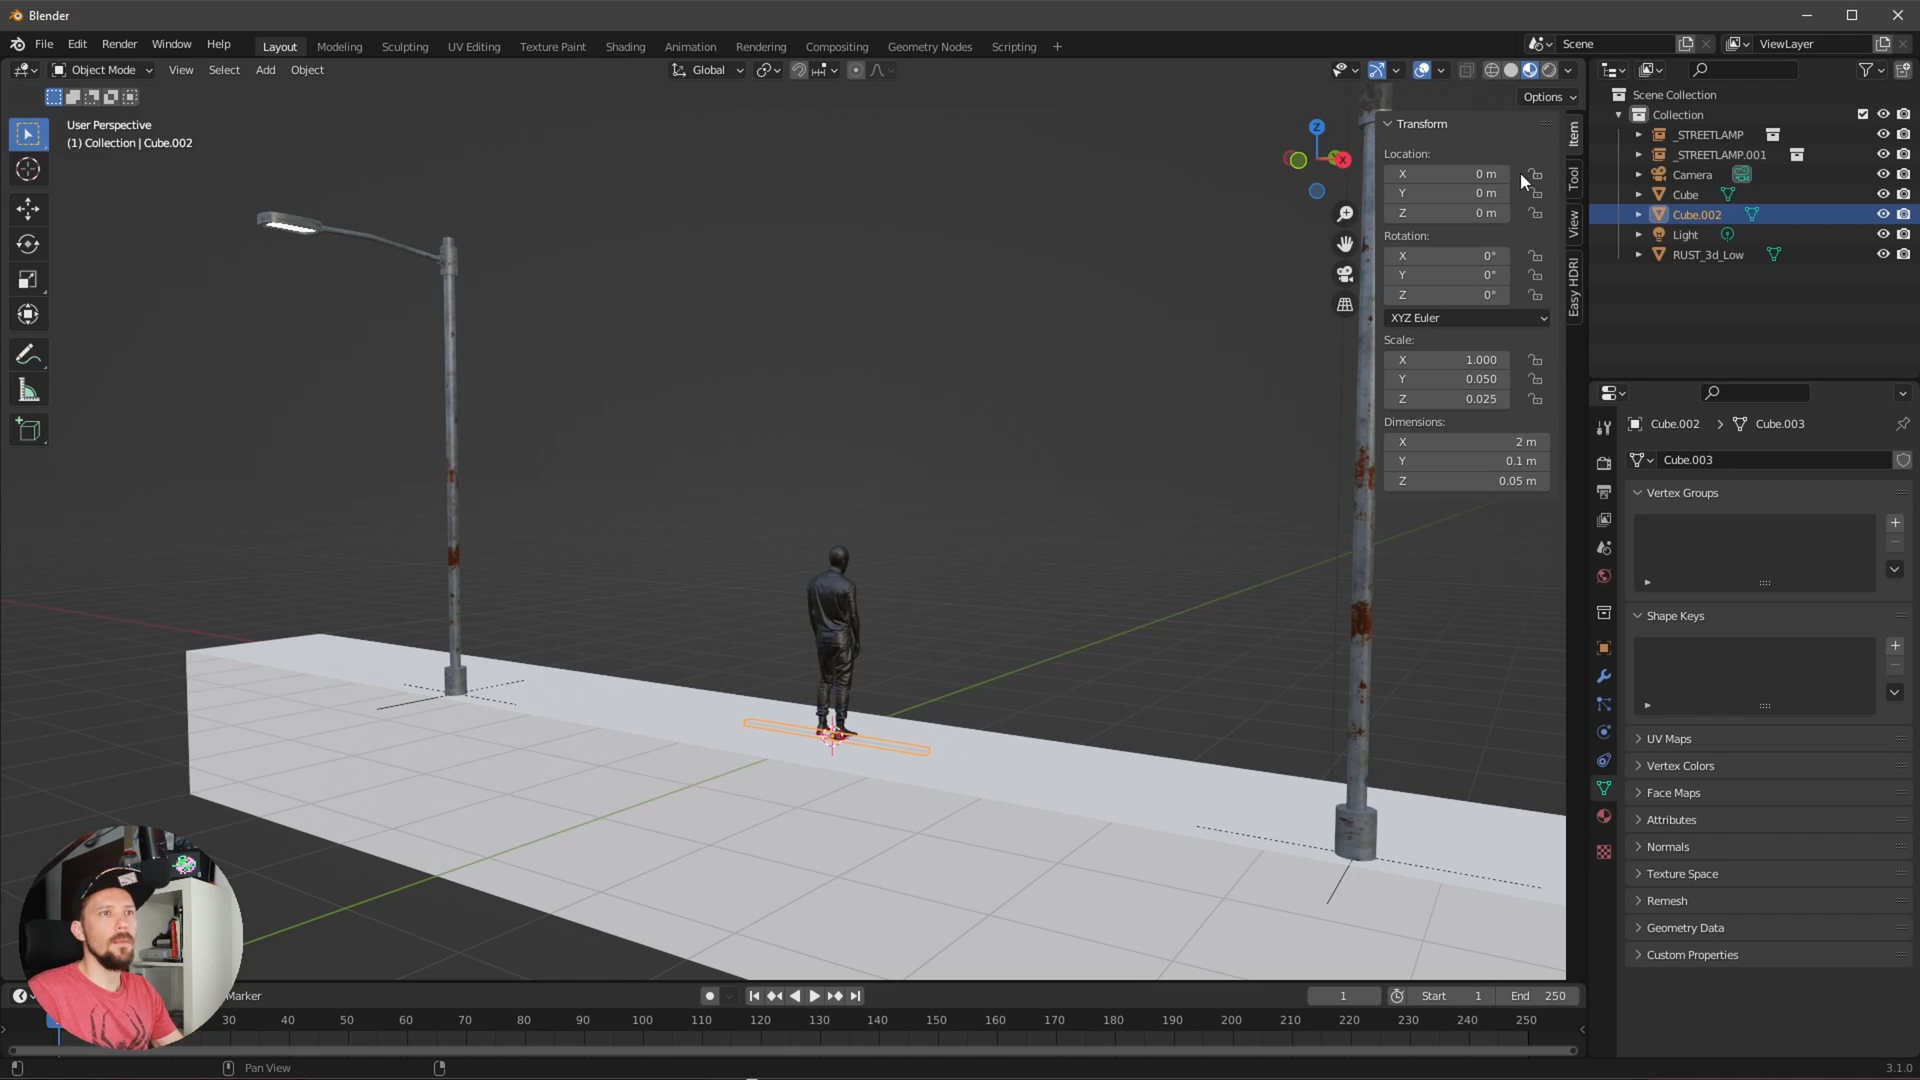 Blender
File Edit Render Window Help
Layout Modeling Sculpting UV Editing Texture Paint Shading Animation Rendering Compositing Geometry Nodes Scripting +
Scene
ViewLayer
Object Mode View Select Add Object
Global
Options
User Perspective
(1) Collection | Cube.002
Z
Y
X
Transform
Location:
X 0 m
Y 0 m
Z 0 m
Rotation:
X 0°
Y 0°
Z 0°
XYZ Euler
Scale:
X 1.000
Y 0.050
Z 0.025
Dimensions:
X 2 m
Y 0.1 m
Z 0.05 m
Item
Tool
View
Easy HDRI
Scene Collection
Collection
_STREETLAMP
_STREETLAMP.001
Camera
Cube
Cube.002
Light
RUST_3d_Low
Cube.002 > Cube.003
Cube.003
Vertex Groups
Shape Keys
UV Maps
Vertex Colors
Face Maps
Attributes
Normals
Texture Space
Remesh
Geometry Data
Custom Properties
Marker
1
Start 1
End 250
30 40 50 60 70 80 90 100 110 120 130 140 150 160 170 180 190 200 210 220 230 240 250
Pan View
3.1.0